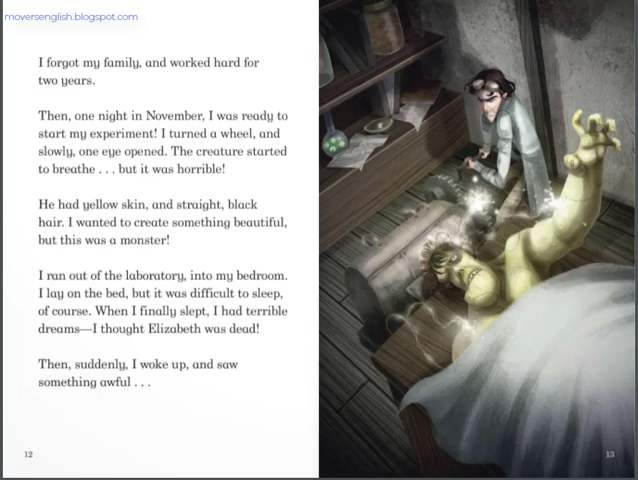 moversenglish.blogspot.com
I forgot my family, and worked hard for
two years.
Then, one night in November, I was ready to
start my experiment! I turned a wheel, and
slowly, one eye opened. The creature started
to breathe . . . but it was horrible!
He had yellow skin, and straight, black
hair. I wanted to create something beautiful,
but this was a monster!
I ran out of the laboratory, into my bedroom.
I lay on the bed, but it was difficult to sleep,
of course. When I finally slept, I had terrible
dreams—I thought Elizabeth was dead!
Then, suddenly, I woke up, and saw
something awful . . .
12
13